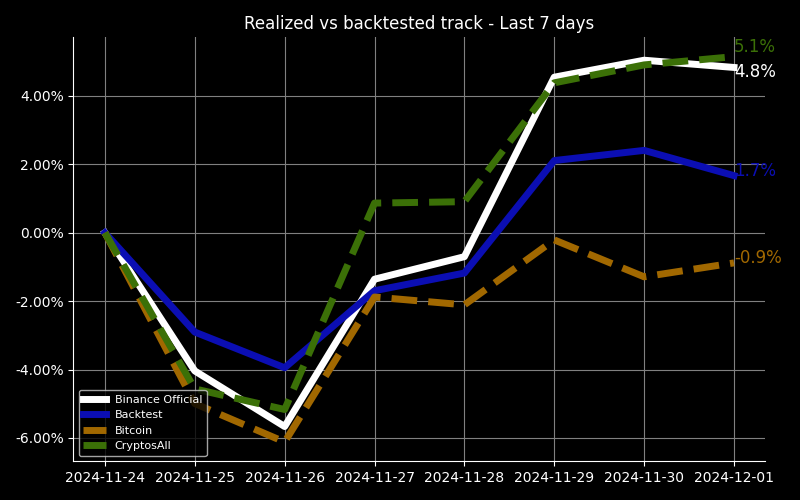 Realized vs backtested track - Last 7 days
5.1%
4.8%
4.00%
2.00%
1.7%
0.00%
-0.9%
-2.00%
-4.00%
-6.00%
Binance Official
Backtest
Bitcoin
CryptosAll
2024-11-24 2024-11-25 2024-11-26 2024-11-27 2024-11-28 2024-11-29 2024-11-30 2024-12-01